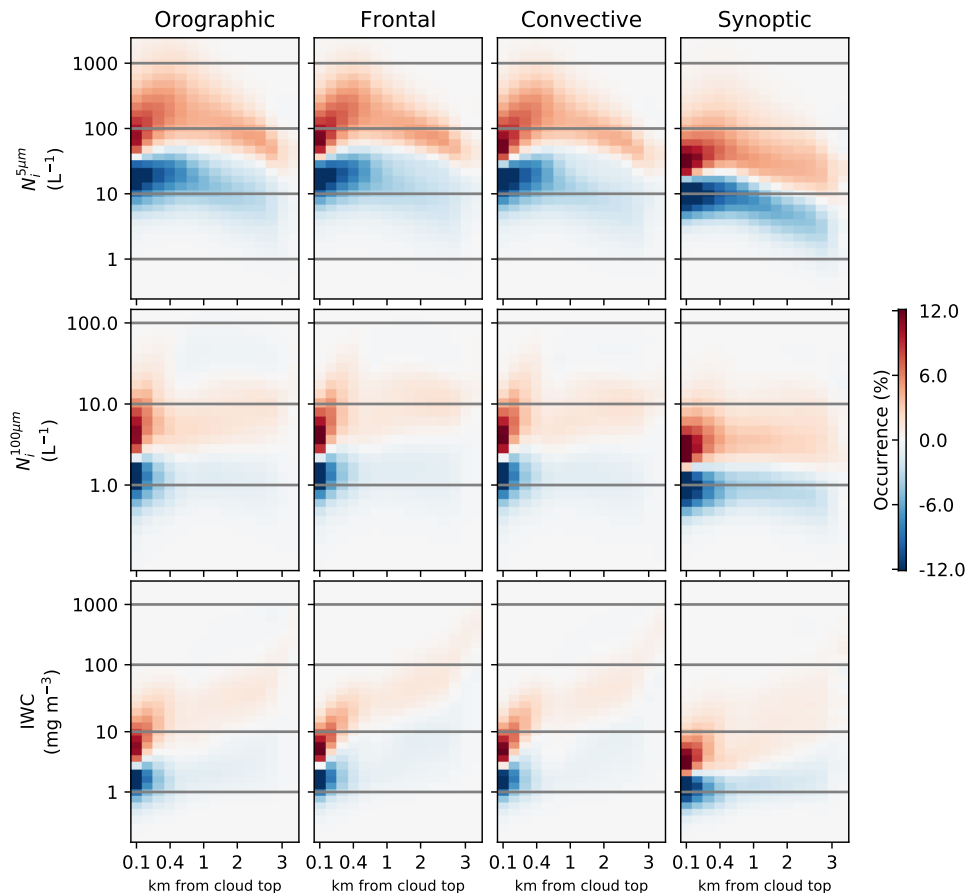 Orographic Frontal Convective Synoptic
1000
100
10
1
N_i^{5μm}
(L⁻¹)
100.0
10.0
1.0
N_i^{100μm}
(L⁻¹)
12.0
6.0
0.0
-6.0
-12.0
Occurrence (%)
1000
100
10
1
IWC
(mg m⁻³)
0.1 0.4 1 2 3 0.1 0.4 1 2 3 0.1 0.4 1 2 3 0.1 0.4 1 2 3
km from cloud top km from cloud top km from cloud top km from cloud top